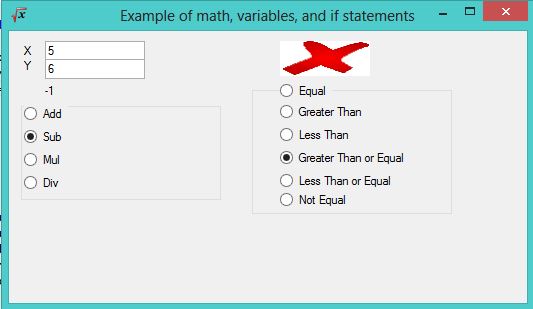 Example of math, variables, and if statements
X 5
Y 6
-1
Add
Sub
Mul
Div
Equal
Greater Than
Less Than
Greater Than or Equal
Less Than or Equal
Not Equal